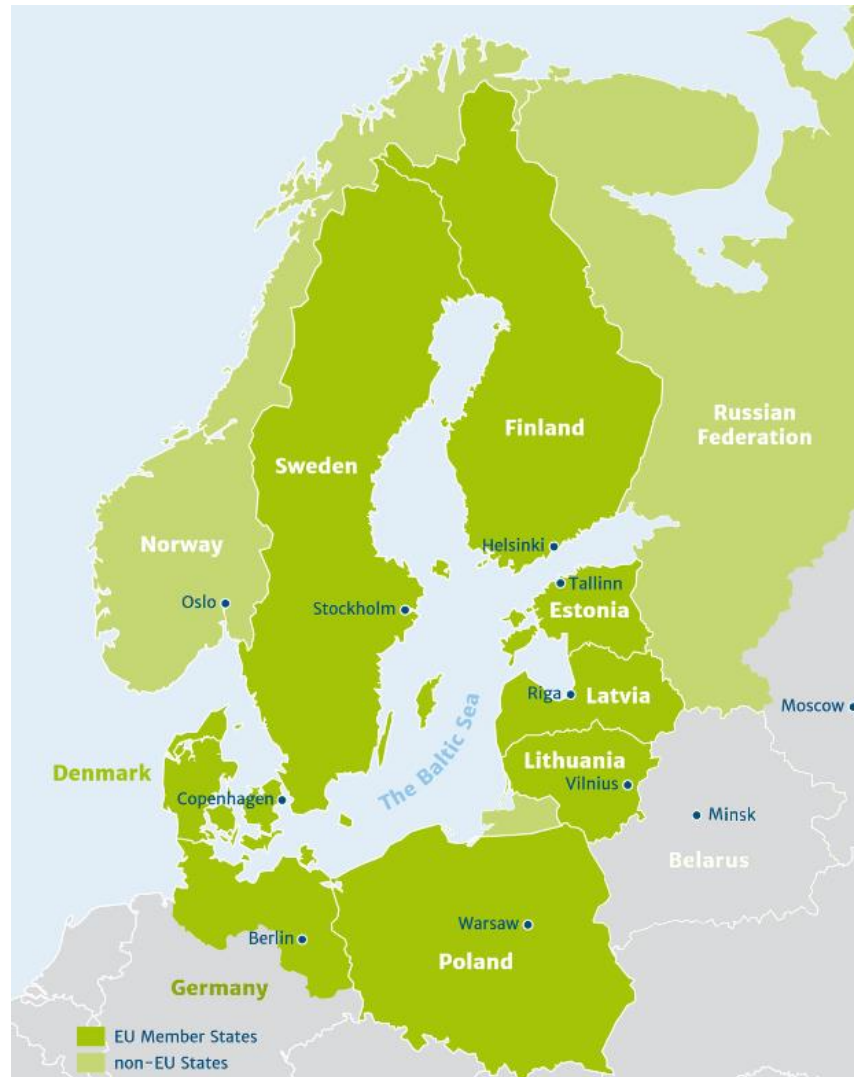 Finland
Russian
Federation
Sweden
Norway
Helsinki
Tallinn
Oslo
Stockholm
Estonia
Riga
Latvia
Moscow
The Baltic Sea
Lithuania
Denmark
Vilnius
Copenhagen
Minsk
Belarus
Warsaw
Berlin
Poland
Germany
EU Member States
non-EU States